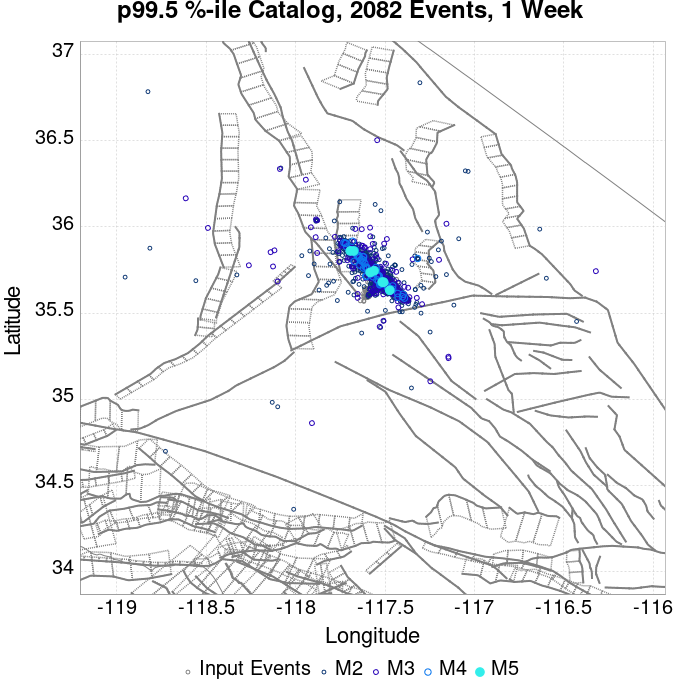 p99.5 %-ile Catalog, 2082 Events, 1 Week
37
36.5
36
35.5
35
34.5
34
Latitude
-119 -118.5 -118 -117.5 -117 -116.5 -116
Longitude
Input Events M2 M3 M4 M5